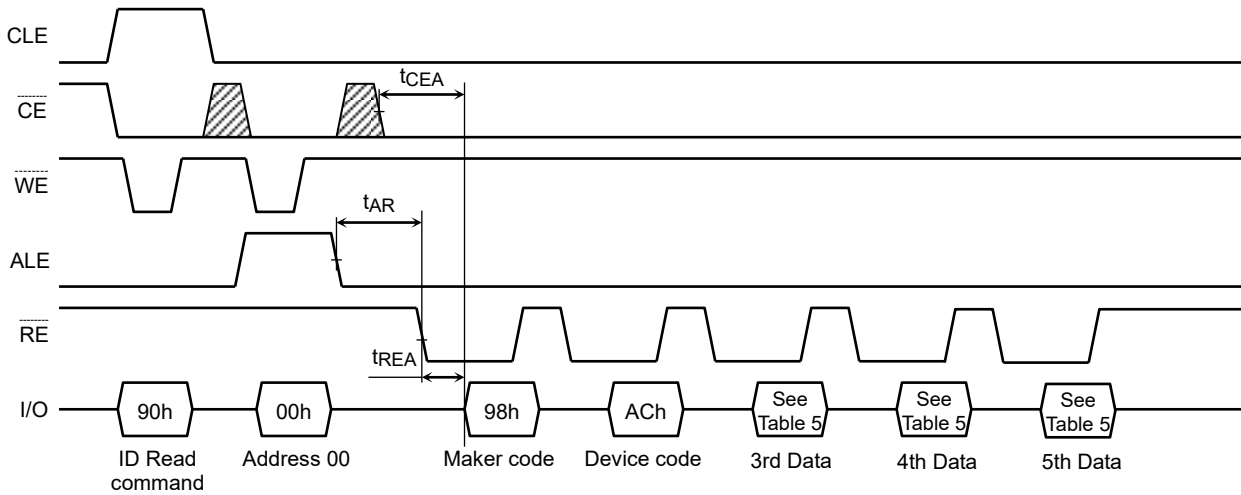 CLE
tCEA
CE
WE
tAR
ALE
RE
tREA
I/O
90h
00h
98h
ACh
See
Table 5
See
Table 5
See
Table 5
ID Read
command
Address 00
Maker code
Device code
3rd Data
4th Data
5th Data